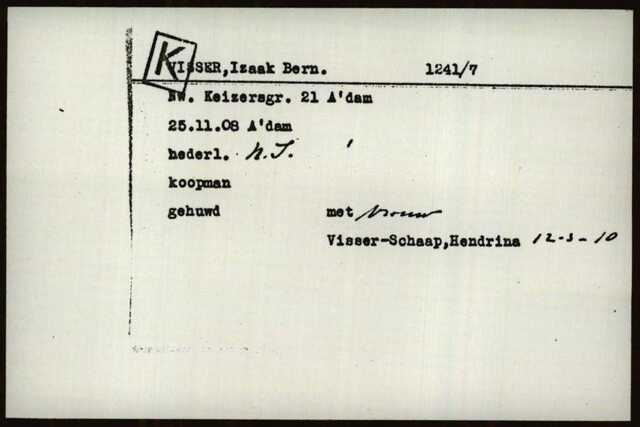 K
VISSER,Izaak Bern. 1241/7
Nw. Keizersgr. 21 A'dam
25.11.08 A'dam
nederl. N.I.
koopman
gehuwd met vrouw
Visser-Schaap,Hendrina 12-3-10